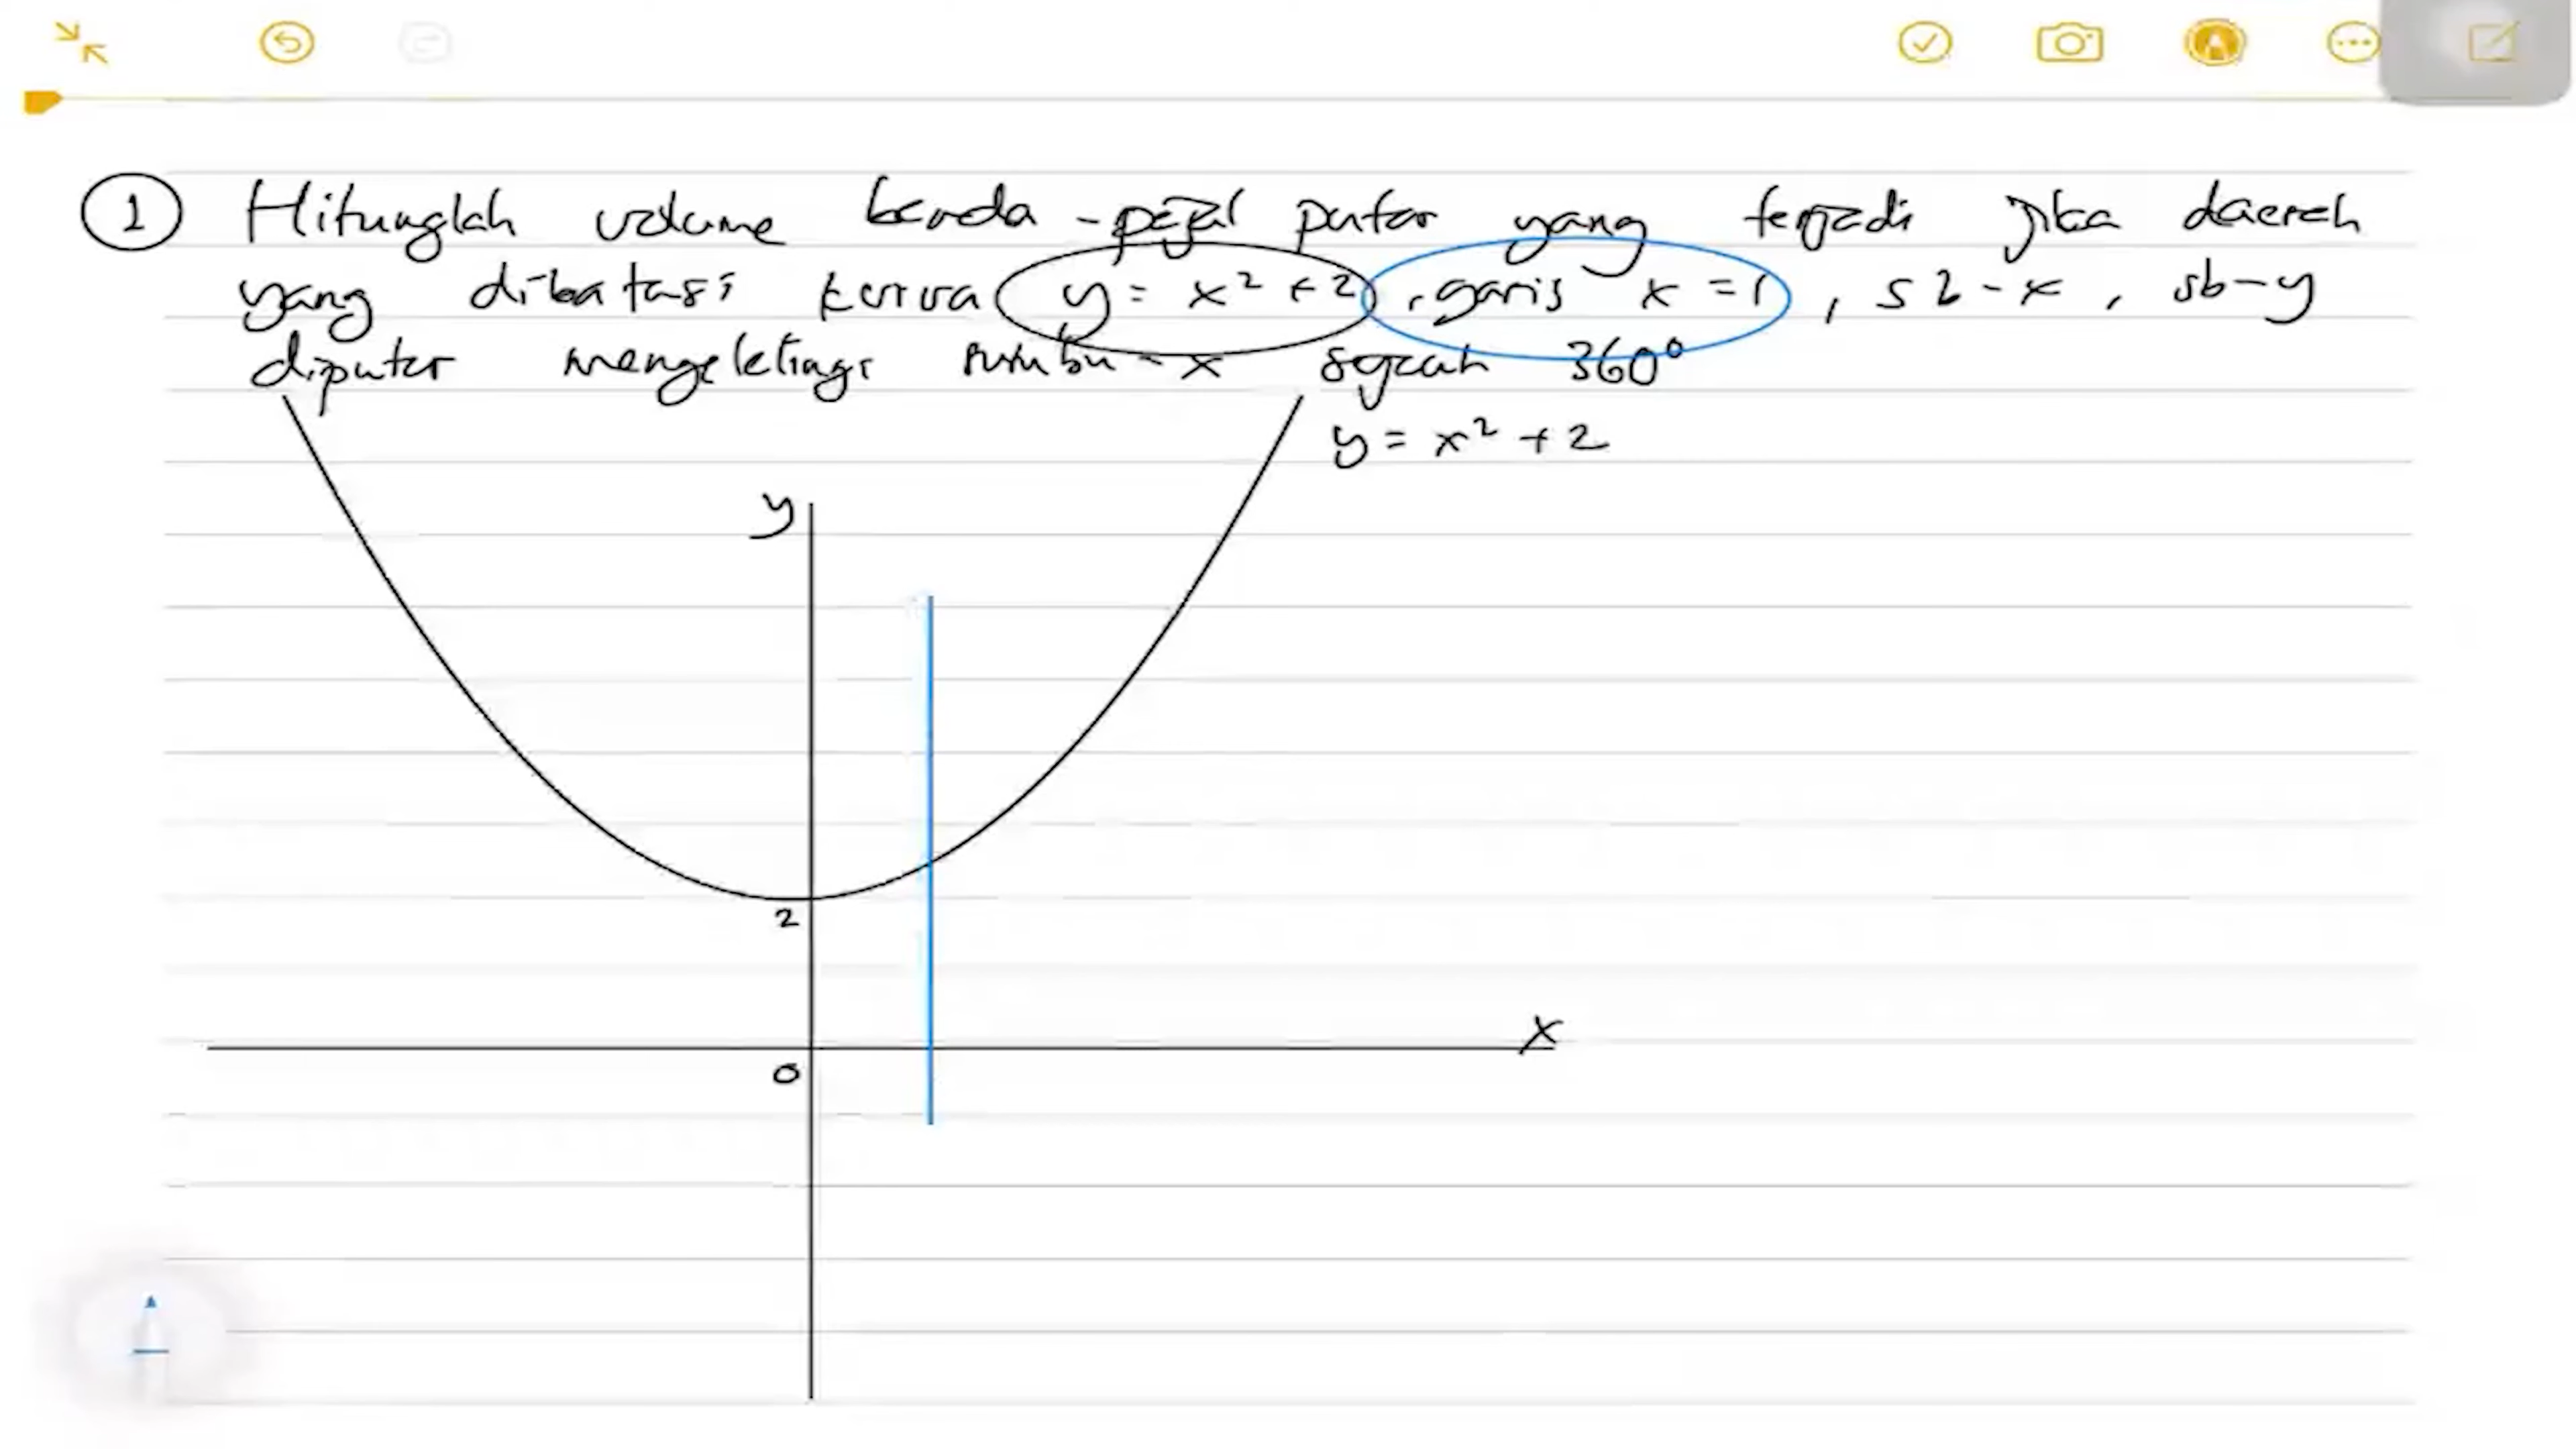 1 Hitunglah volume benda-pejal putar yang terjadi jika daerah
yang dibatasi kurva y = x² + 2, garis x = 1, sb-x, sb-y
diputar mengelilingi sumbu-x sejauh 360°
y = x² + 2
y
2
x
0